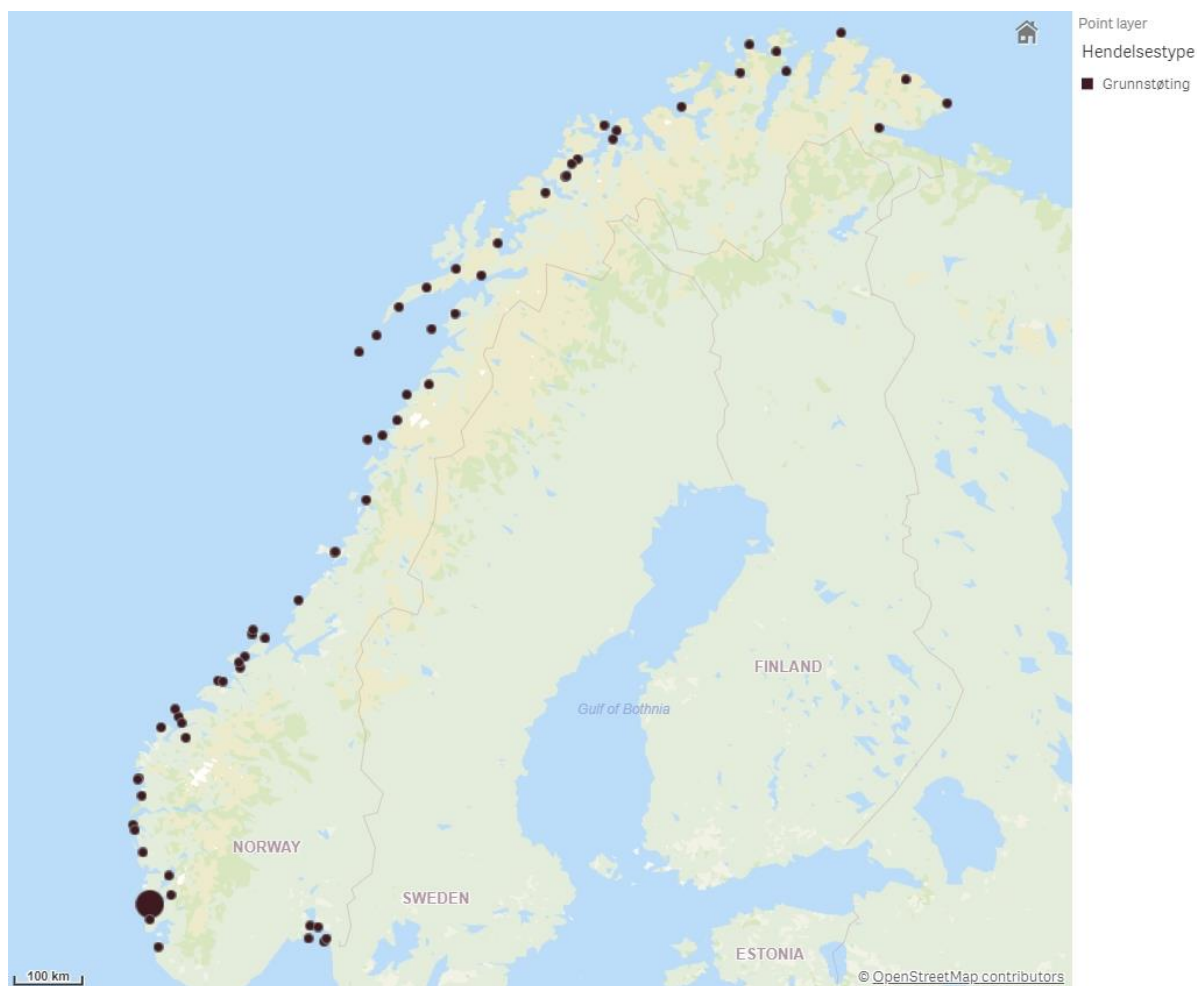 Point layer
Hendelsestype
Grunnstøting
FINLAND
Gulf of Bothnia
NORWAY
SWEDEN
ESTONIA
100 km
© OpenStreetMap contributors